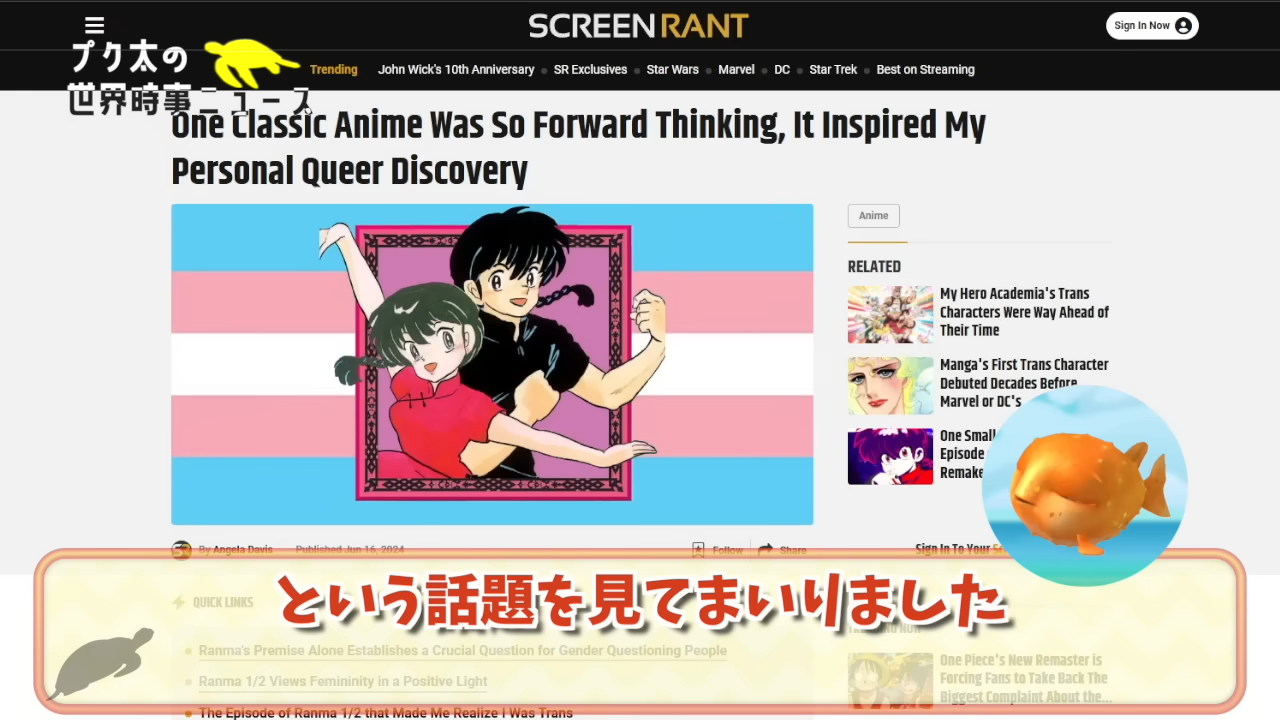 SCREENRANT
Sign In Now
プク太の
世界時事ニュース
Trending
John Wick's 10th Anniversary
SR Exclusives
Star Wars
Marvel
DC
Star Trek
Best on Streaming
One Classic Anime Was So Forward Thinking, It Inspired My
Personal Queer Discovery
Anime
RELATED
My Hero Academia's Trans
Characters Were Way Ahead of
Their Time
Manga's First Trans Character
Debuted Decades Before
Marvel or DC's
One Small
Episode
Remake
By Angela Davis
Published Jun 16, 2024
Follow
Share
Sign In To Your
QUICK LINKS
という話題を見てまいりました
Ranma's Premise Alone Establishes a Crucial Question for Gender Questioning People
Ranma 1/2 Views Femininity in a Positive Light
The Episode of Ranma 1/2 that Made Me Realize I Was Trans
TRENDING NOW
One Piece's New Remaster is
Forcing Fans to Take Back The
Biggest Complaint About the...